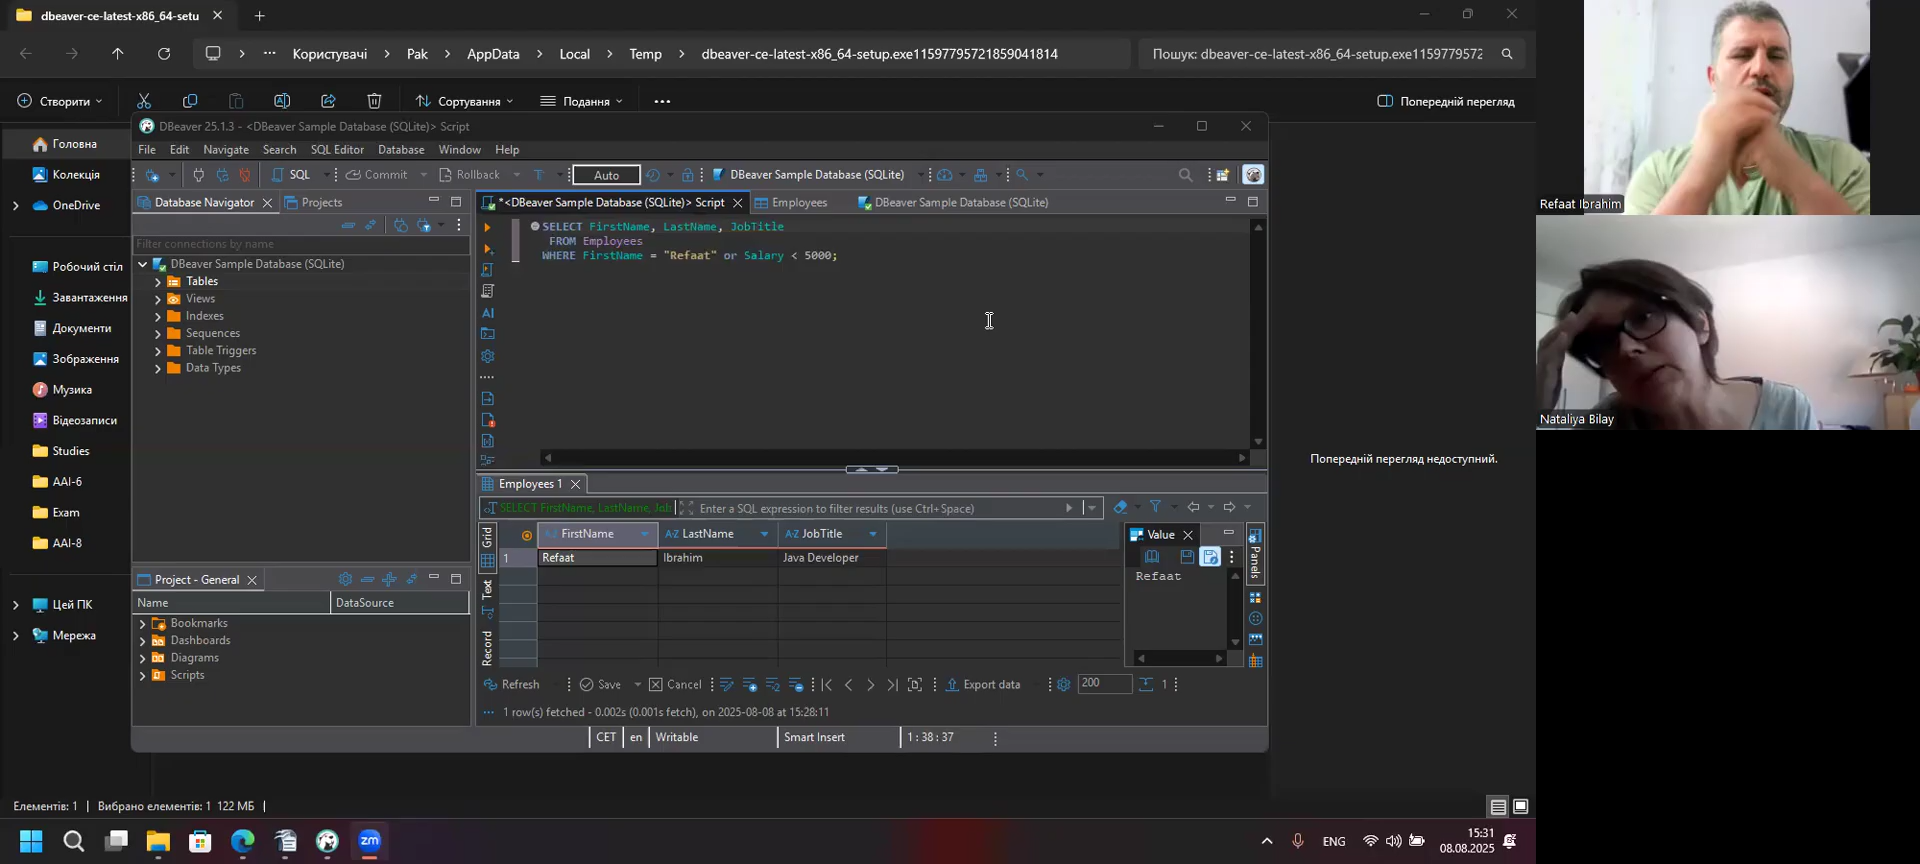 dbeaver-ce-latest-x86_64-setu
Користувачі
Pak
AppData
Local
Temp
dbeaver-ce-latest-x86_64-setup.exe11597795721859041814
Пошук: dbeaver-ce-latest-x86_64-setup.exe1159779572
Створити
Сортування
Подання
Попередній перегляд
Головна
Колекція
OneDrive
Робочий стіл
Завантаження
Документи
Зображення
Музика
Відеозаписи
Studies
AAI-6
Exam
AAI-8
Цей ПК
Мережа
DBeaver 25.1.3 - <DBeaver Sample Database (SQLite)> Script
File Edit Navigate Search SQL Editor Database Window Help
SQL Commit Rollback T Auto DBeaver Sample Database (SQLite)
Database Navigator Projects
Filter connections by name
DBeaver Sample Database (SQLite)
Tables
Views
Indexes
Sequences
Table Triggers
Data Types
Project - General
Name DataSource
Bookmarks
Dashboards
Diagrams
Scripts
*<DBeaver Sample Database (SQLite)> Script Employees DBeaver Sample Database (SQLite)
SELECT FirstName, LastName, JobTitle
FROM Employees
WHERE FirstName = "Refaat" or Salary < 5000;
AI
Employees 1
SELECT FirstName, LastName, Job Enter a SQL expression to filter results (use Ctrl+Space)
Grid
Text
Record
A-Z FirstName A-Z LastName A-Z JobTitle
1 Refaat Ibrahim Java Developer
Value
Refaat
Panels
Refresh Save Cancel Export data 200 1
1 row(s) fetched - 0.002s (0.001s fetch), on 2025-08-08 at 15:28:11
CET en Writable Smart Insert 1 : 38 : 37
Попередній перегляд недоступний.
Елементів: 1 Вибрано елементів: 1 122 МБ
zm
ENG
15:31
08.08.2025
Refaat Ibrahim
Nataliya Bilay